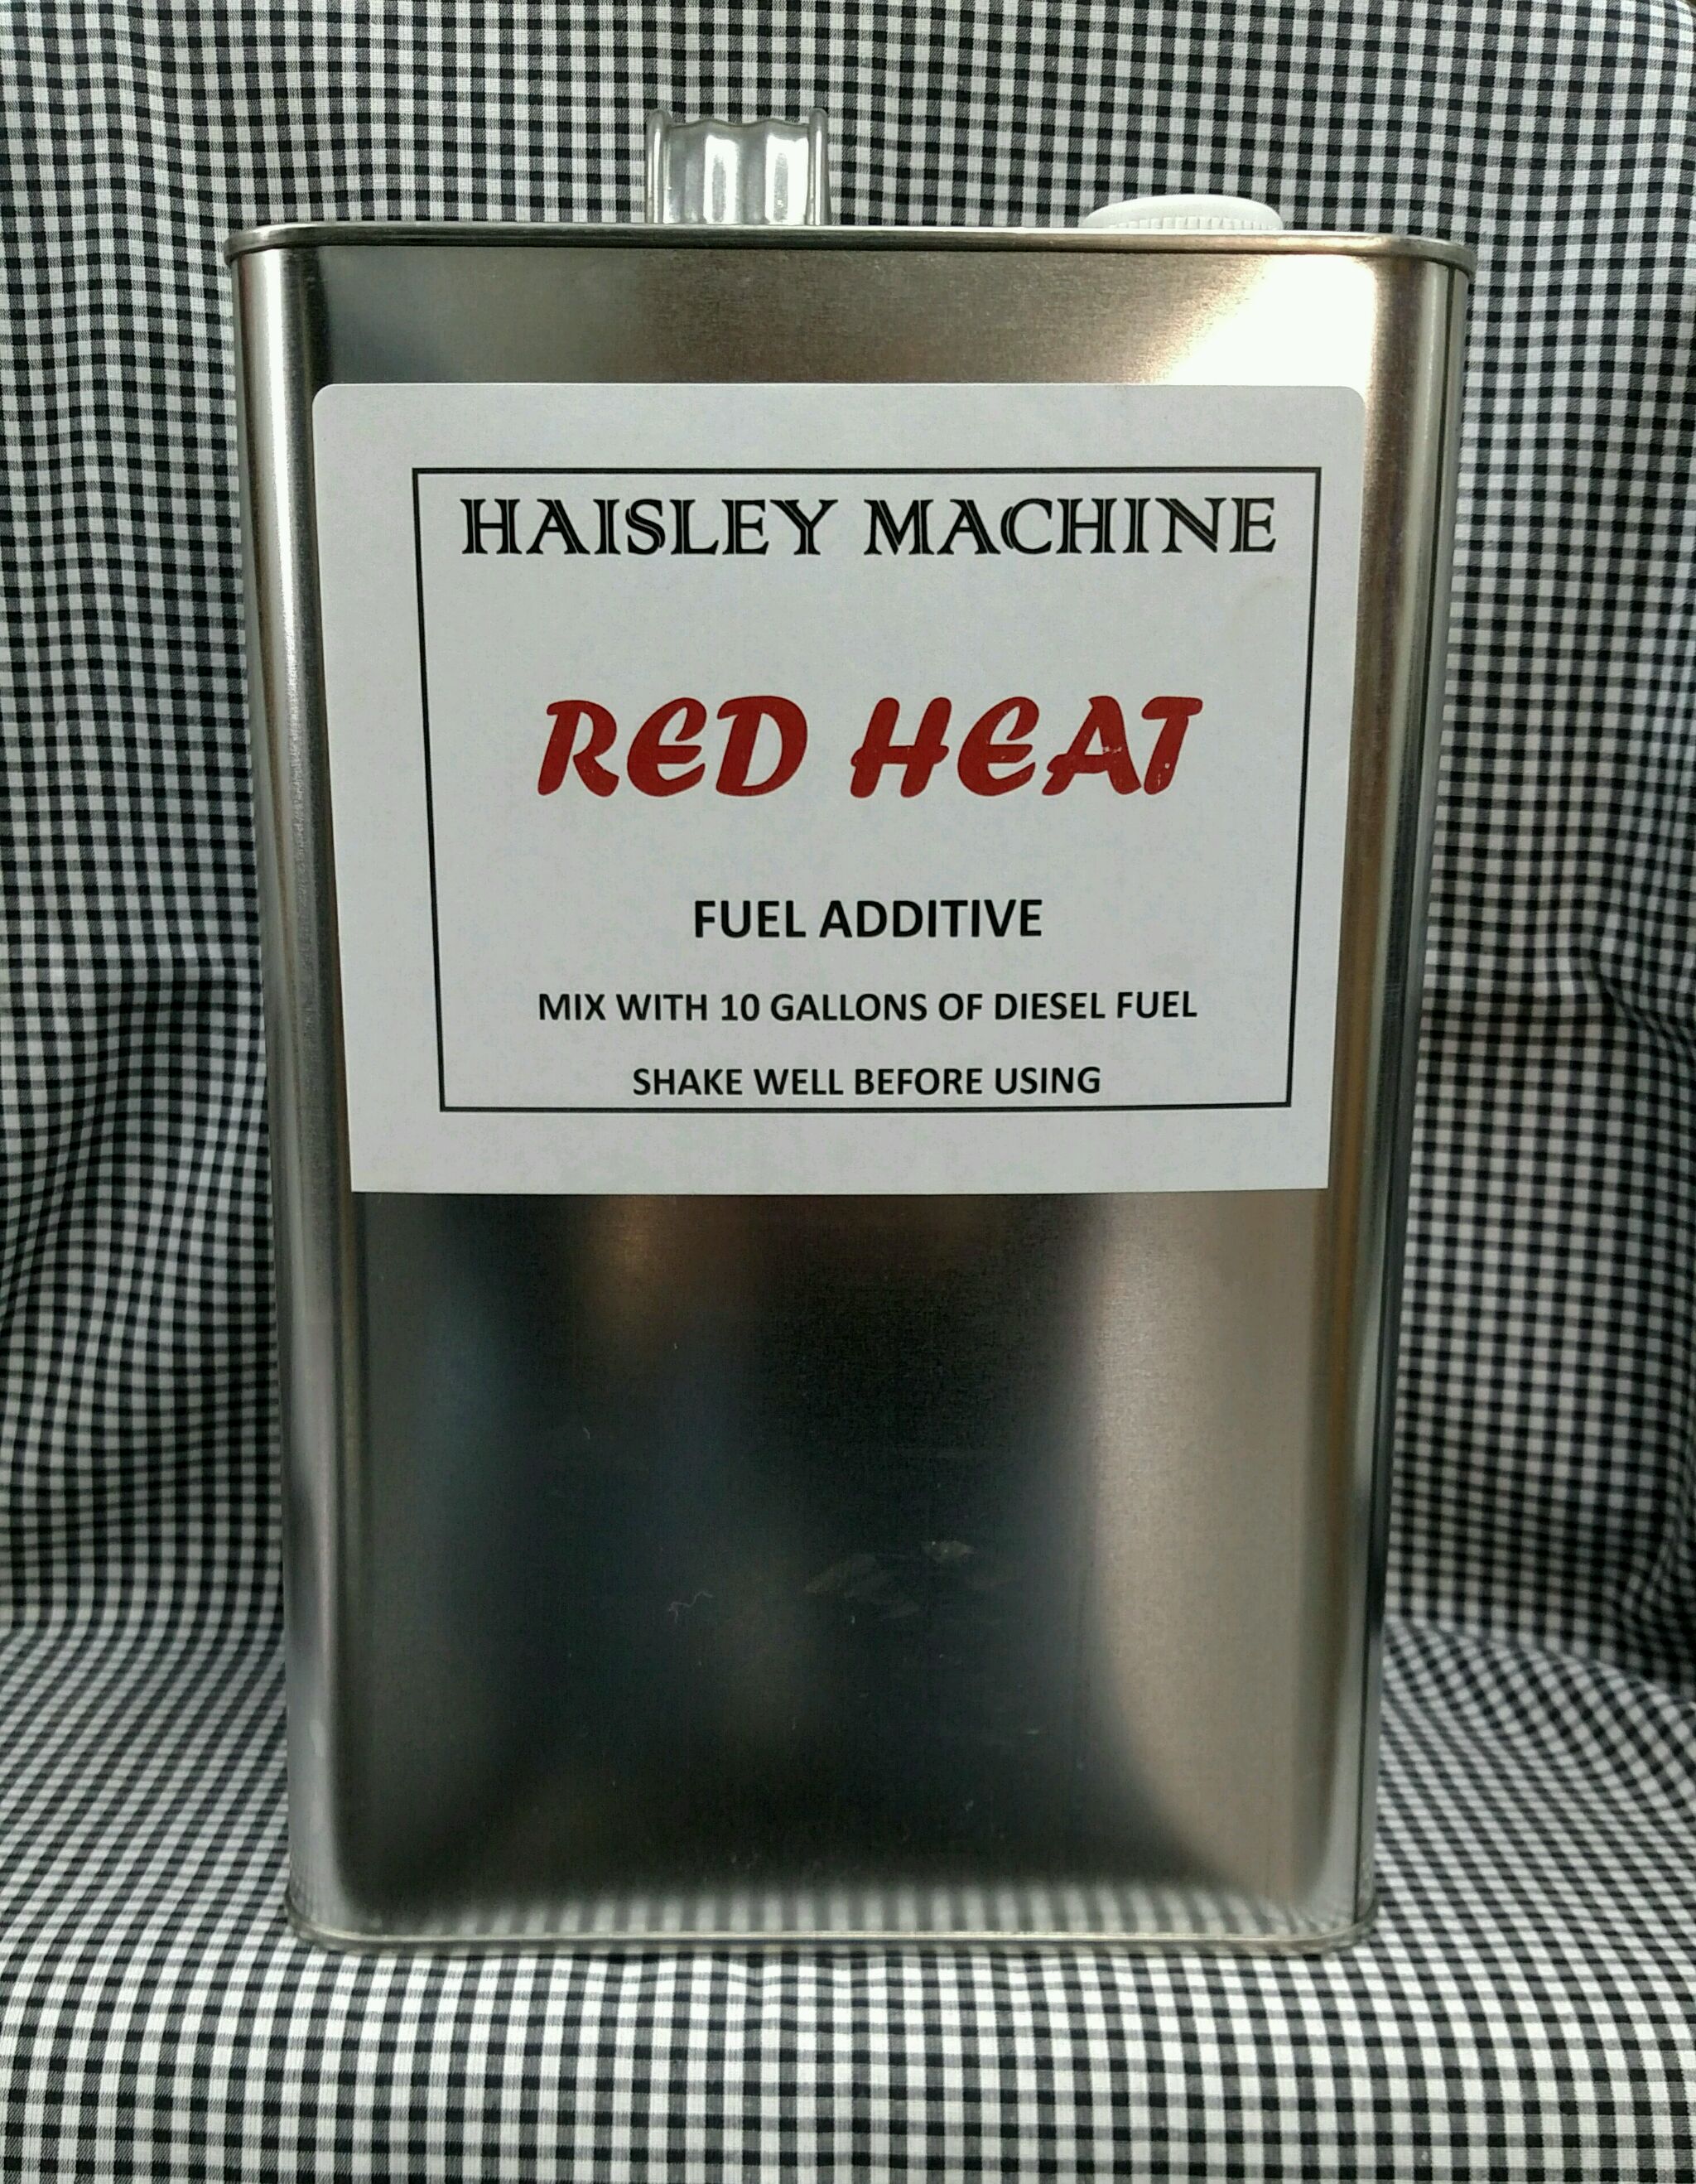 HAISLEY MACHINE
RED HEAT
FUEL ADDITIVE
MIX WITH 10 GALLONS OF DIESEL FUEL
SHAKE WELL BEFORE USING